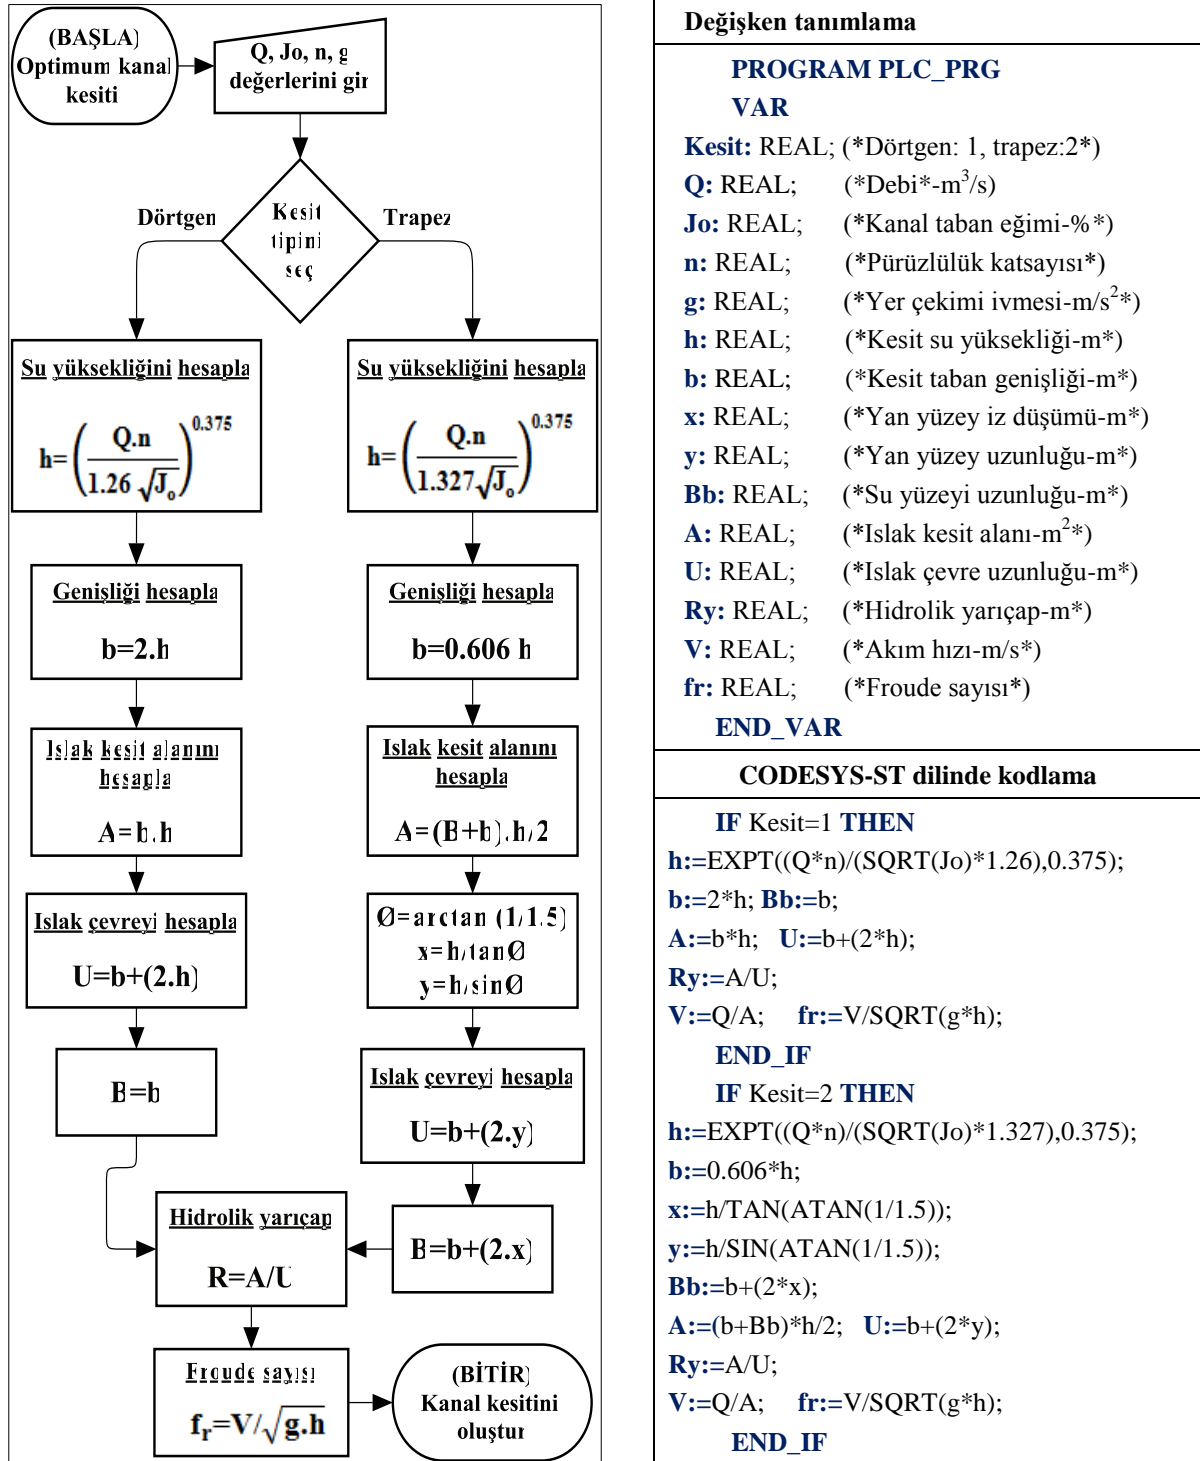 (BAŞLA)
Optimum kanal
kesiti
Q, Jo, n, g
değerlerini gir
Dörtgen
Kesit
tipini
seç
Trapez
Su yüksekliğini hesapla
h=(Q.n/1.26√J₀)^0.375
Genişliği hesapla
b=2.h
Islak kesit alanını
hesapla
A=b.h
Islak çevreyi hesapla
U=b+(2.h)
B=b
Su yüksekliğini hesapla
h=(Q.n/1.327√J₀)^0.375
Genişliği hesapla
b=0.606 h
Islak kesit alanını
hesapla
A=(B+b).h/2
Ø=arctan (1/1.5)
x=h/tanØ
y=h/sinØ
Islak çevreyi hesapla
U=b+(2.y)
B=b+(2.x)
Hidrolik yarıçap
R=A/U
Froude sayısı
fr=V/√g.h
(BİTİR)
Kanal kesitini
oluştur
Değişken tanımlama
PROGRAM PLC_PRG
VAR
Kesit: REAL; (*Dörtgen: 1, trapez:2*)
Q: REAL; (*Debi*-m³/s)
Jo: REAL; (*Kanal taban eğimi-%*)
n: REAL; (*Pürüzlülük katsayısı*)
g: REAL; (*Yer çekimi ivmesi-m/s²*)
h: REAL; (*Kesit su yüksekliği-m*)
b: REAL; (*Kesit taban genişliği-m*)
x: REAL; (*Yan yüzey iz düşümü-m*)
y: REAL; (*Yan yüzey uzunluğu-m*)
Bb: REAL; (*Su yüzeyi uzunluğu-m*)
A: REAL; (*Islak kesit alanı-m²*)
U: REAL; (*Islak çevre uzunluğu-m*)
Ry: REAL; (*Hidrolik yarıçap-m*)
V: REAL; (*Akım hızı-m/s*)
fr: REAL; (*Froude sayısı*)
END_VAR
CODESYS-ST dilinde kodlama
IF Kesit=1 THEN
h:=EXPT((Q*n)/(SQRT(Jo)*1.26),0.375);
b:=2*h; Bb:=b;
A:=b*h; U:=b+(2*h);
Ry:=A/U;
V:=Q/A; fr:=V/SQRT(g*h);
END_IF
IF Kesit=2 THEN
h:=EXPT((Q*n)/(SQRT(Jo)*1.327),0.375);
b:=0.606*h;
x:=h/TAN(ATAN(1/1.5));
y:=h/SIN(ATAN(1/1.5));
Bb:=b+(2*x);
A:=(b+Bb)*h/2; U:=b+(2*y);
Ry:=A/U;
V:=Q/A; fr:=V/SQRT(g*h);
END_IF